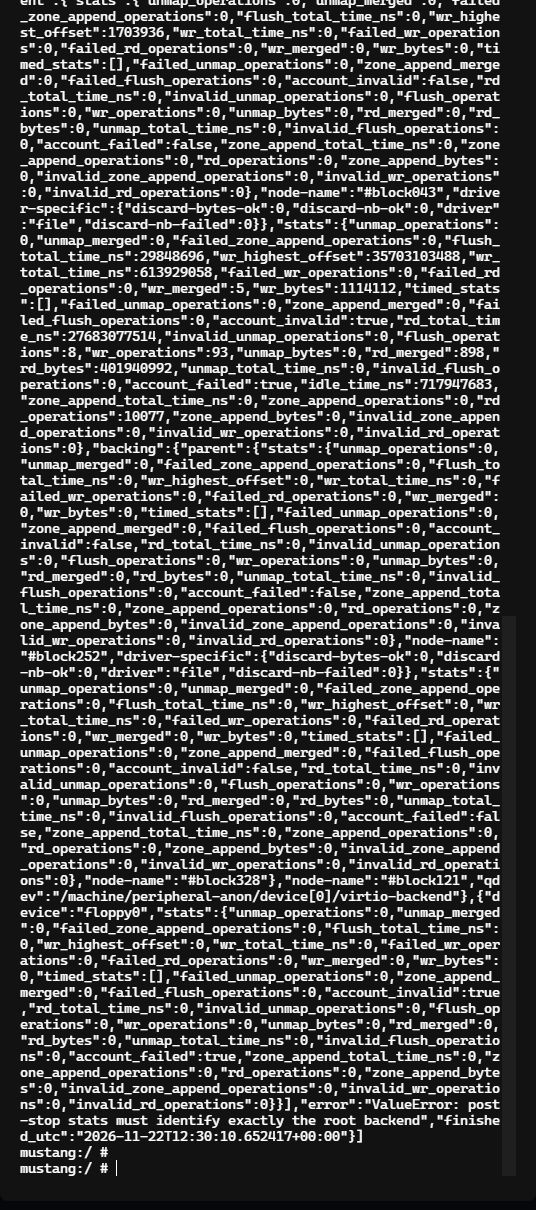 ent":{"stats":{"unmap_operations":0,"unmap_merged":0,"failed
_zone_append_operations":0,"flush_total_time_ns":0,"wr_highe
st_offset":1703936,"wr_total_time_ns":0,"failed_wr_operation
s":0,"failed_rd_operations":0,"wr_merged":0,"wr_bytes":0,"ti
med_stats":[],"failed_unmap_operations":0,"zone_append_merge
d":0,"failed_flush_operations":0,"account_invalid":false,"rd
_total_time_ns":0,"invalid_unmap_operations":0,"flush_operat
ions":0,"wr_operations":0,"unmap_bytes":0,"rd_merged":0,"rd_
bytes":0,"unmap_total_time_ns":0,"invalid_flush_operations":
0,"account_failed":false,"zone_append_total_time_ns":0,"zone
_append_operations":0,"rd_operations":0,"zone_append_bytes":
0,"invalid_zone_append_operations":0,"invalid_wr_operations"
:0,"invalid_rd_operations":0},"node-name":"#block043","drive
r-specific":{"discard-bytes-ok":0,"discard-nb-ok":0,"driver"
:"file","discard-nb-failed":0}},"stats":{"unmap_operations":
0,"unmap_merged":0,"failed_zone_append_operations":0,"flush_
total_time_ns":29848696,"wr_highest_offset":35703103488,"wr_
total_time_ns":613929058,"failed_wr_operations":0,"failed_rd
_operations":0,"wr_merged":5,"wr_bytes":1114112,"timed_stats
":[],"failed_unmap_operations":0,"zone_append_merged":0,"fai
led_flush_operations":0,"account_invalid":true,"rd_total_tim
e_ns":27683077514,"invalid_unmap_operations":0,"flush_operat
ions":8,"wr_operations":93,"unmap_bytes":0,"rd_merged":898,"
rd_bytes":401940992,"unmap_total_time_ns":0,"invalid_flush_o
perations":0,"account_failed":true,"idle_time_ns":717947683,
"zone_append_total_time_ns":0,"zone_append_operations":0,"rd
_operations":10077,"zone_append_bytes":0,"invalid_zone_appen
d_operations":0,"invalid_wr_operations":0,"invalid_rd_operat
ions":0},"backing":{"parent":{"stats":{"unmap_operations":0,
"unmap_merged":0,"failed_zone_append_operations":0,"flush_to
tal_time_ns":0,"wr_highest_offset":0,"wr_total_time_ns":0,"f
ailed_wr_operations":0,"failed_rd_operations":0,"wr_merged":
0,"wr_bytes":0,"timed_stats":[],"failed_unmap_operations":0,
"zone_append_merged":0,"failed_flush_operations":0,"account_
invalid":false,"rd_total_time_ns":0,"invalid_unmap_operation
s":0,"flush_operations":0,"wr_operations":0,"unmap_bytes":0,
"rd_merged":0,"rd_bytes":0,"unmap_total_time_ns":0,"invalid_
flush_operations":0,"account_failed":false,"zone_append_tota
l_time_ns":0,"zone_append_operations":0,"rd_operations":0,"z
one_append_bytes":0,"invalid_zone_append_operations":0,"inva
lid_wr_operations":0,"invalid_rd_operations":0},"node-name":
"#block252","driver-specific":{"discard-bytes-ok":0,"discard
-nb-ok":0,"driver":"file","discard-nb-failed":0}},"stats":{"
unmap_operations":0,"unmap_merged":0,"failed_zone_append_ope
rations":0,"flush_total_time_ns":0,"wr_highest_offset":0,"wr
_total_time_ns":0,"failed_wr_operations":0,"failed_rd_operat
ions":0,"wr_merged":0,"wr_bytes":0,"timed_stats":[],"failed_
unmap_operations":0,"zone_append_merged":0,"failed_flush_ope
rations":0,"account_invalid":false,"rd_total_time_ns":0,"inv
alid_unmap_operations":0,"flush_operations":0,"wr_operations
":0,"unmap_bytes":0,"rd_merged":0,"rd_bytes":0,"unmap_total_
time_ns":0,"invalid_flush_operations":0,"account_failed":fal
se,"zone_append_total_time_ns":0,"zone_append_operations":0,
"rd_operations":0,"zone_append_bytes":0,"invalid_zone_append
_operations":0,"invalid_wr_operations":0,"invalid_rd_operati
ons":0},"node-name":"#block328"},"node-name":"#block121","qd
ev":"/machine/peripheral-anon/device[0]/virtio-backend"},{"d
evice":"floppy0","stats":{"unmap_operations":0,"unmap_merged
":0,"failed_zone_append_operations":0,"flush_total_time_ns":
0,"wr_highest_offset":0,"wr_total_time_ns":0,"failed_wr_oper
ations":0,"failed_rd_operations":0,"wr_merged":0,"wr_bytes":
0,"timed_stats":[],"failed_unmap_operations":0,"zone_append_
merged":0,"failed_flush_operations":0,"account_invalid":true
,"rd_total_time_ns":0,"invalid_unmap_operations":0,"flush_op
erations":0,"wr_operations":0,"unmap_bytes":0,"rd_merged":0,
"rd_bytes":0,"unmap_total_time_ns":0,"invalid_flush_operatio
ns":0,"account_failed":true,"zone_append_total_time_ns":0,"z
one_append_operations":0,"rd_operations":0,"zone_append_byte
s":0,"invalid_zone_append_operations":0,"invalid_wr_operatio
ns":0,"invalid_rd_operations":0}}],"error":"ValueError: post
-stop stats must identify exactly the root backend","finishe
d_utc":"2026-11-22T12:30:10.652417+00:00"}]
mustang:/ #
mustang:/ #